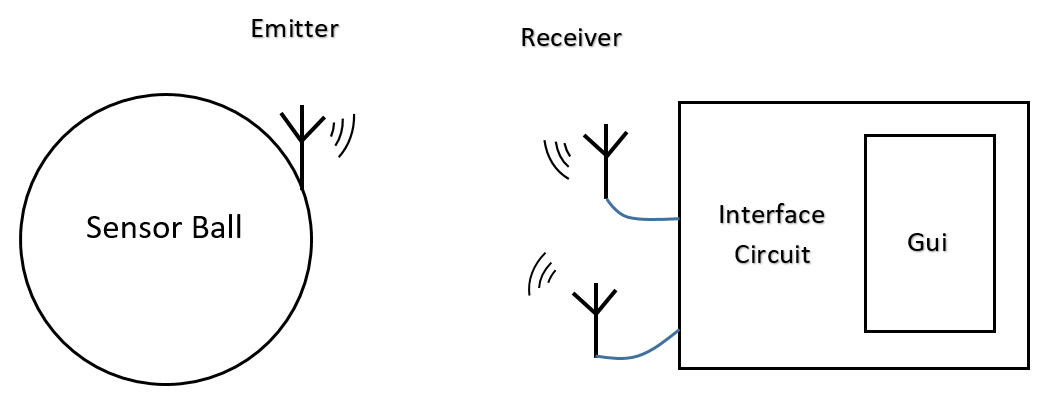 Emitter
Receiver
Sensor Ball
Interface
Circuit
Gui